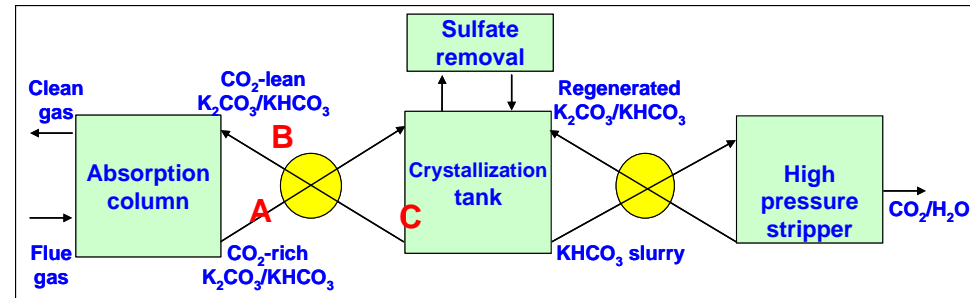 Sulfate
removal
Clean
gas
CO₂-lean
K₂CO₃/KHCO₃
Regenerated
K₂CO₃/KHCO₃
B
Absorption
column
Crystallization
tank
High
pressure
stripper
A
C
CO₂/H₂O
Flue
gas
CO₂-rich
K₂CO₃/KHCO₃
KHCO₃ slurry